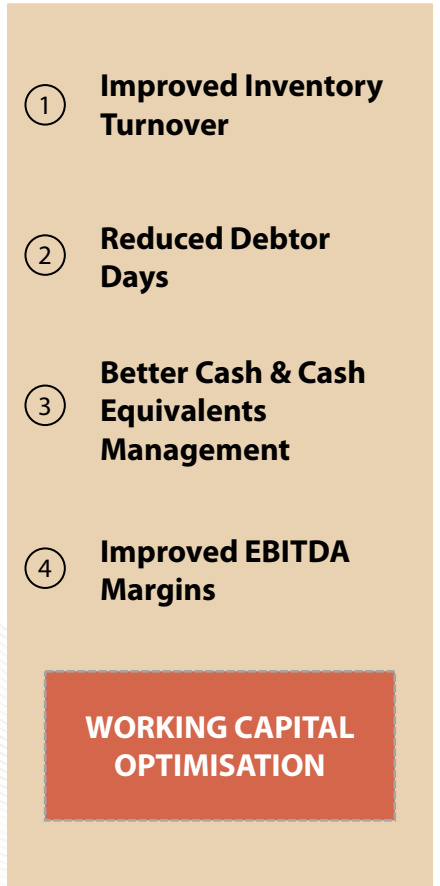 1
Improved Inventory
Turnover
2
Reduced Debtor
Days
3
Better Cash & Cash
Equivalents
Management
4
Improved EBITDA
Margins
WORKING CAPITAL
OPTIMISATION